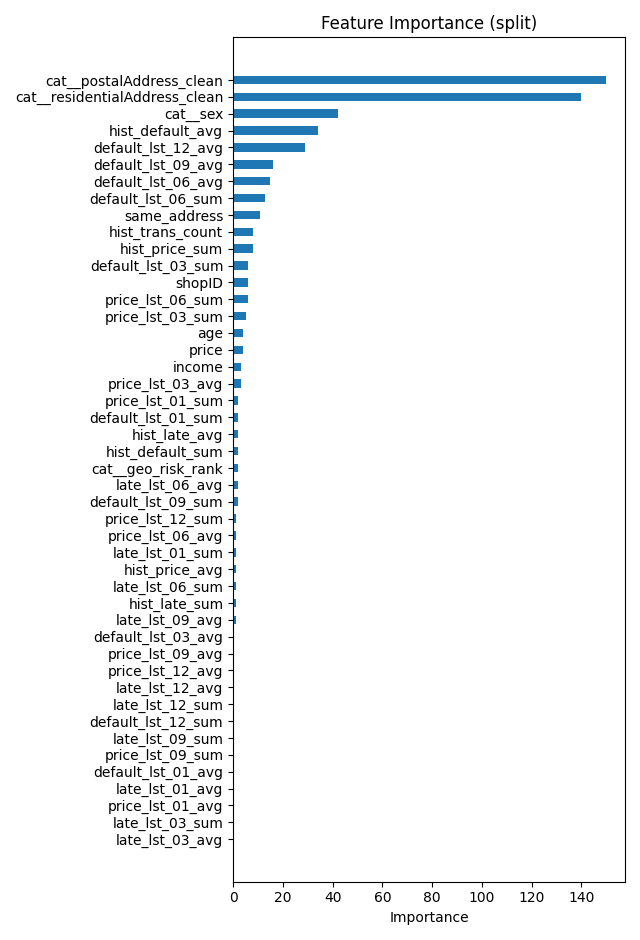 Feature Importance (split)
cat__postalAddress_clean
cat__residentialAddress_clean
cat__sex
hist_default_avg
default_lst_12_avg
default_lst_09_avg
default_lst_06_avg
default_lst_06_sum
same_address
hist_trans_count
hist_price_sum
default_lst_03_sum
shopID
price_lst_06_sum
price_lst_03_sum
age
price
income
price_lst_03_avg
price_lst_01_sum
default_lst_01_sum
hist_late_avg
hist_default_sum
cat__geo_risk_rank
late_lst_06_avg
default_lst_09_sum
price_lst_12_sum
price_lst_06_avg
late_lst_01_sum
hist_price_avg
late_lst_06_sum
hist_late_sum
late_lst_09_avg
default_lst_03_avg
price_lst_09_avg
price_lst_12_avg
late_lst_12_avg
late_lst_12_sum
default_lst_12_sum
late_lst_09_sum
price_lst_09_sum
default_lst_01_avg
late_lst_01_avg
price_lst_01_avg
late_lst_03_sum
late_lst_03_avg
0 20 40 60 80 100 120 140
Importance